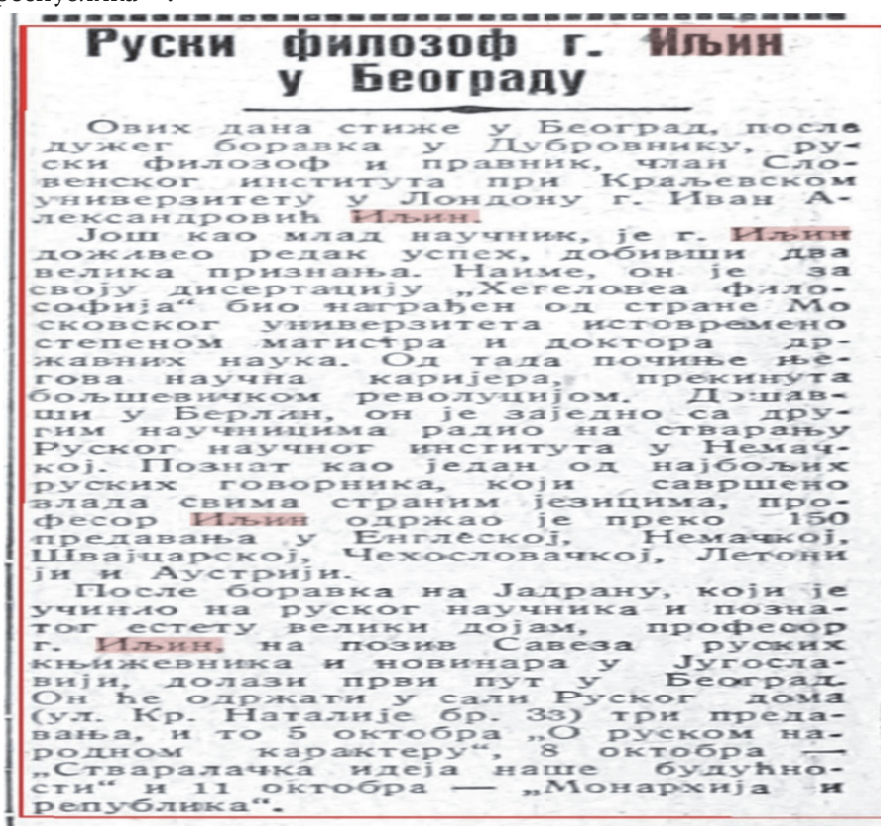 Руски филозоф г. Иљин
у Београду
Ових дана стиже у Београд, после
дужег боравка у Дубровнику, ру-
ски филозоф и правник, члан Сло-
венског института при Краљевском
универзитету у Лондону г. Иван А-
лександровић Иљин.
Још као млад научник, је г. Иљин
доживео редак успех, добивши два
велика признања. Наиме, он је за
своју дисертацију „Хегеловеа фило-
софија“ био награђен од стране Мо
сковског универзитета истовремено
степеном магистра и доктора др-
жавних наука. Од тада почиње ње-
гова научна каријера, прекинута
бољшевичком револуцијом. Дошав-
ши у Берлин, он је заједно са дру-
гим научницима радио на стварању
Руског научног института у Немач-
кој. Познат као један од најбољих
руских говорника, који савршено
влада свима страним језицима, про-
фесор Иљин одржао је преко 150
предавања у Енглеској, Немачкој,
Швајцарској, Чехословачкој, Летони
ји и Аустрији.
После боравка на Јадрану, који је
учинио на руског научника и позна-
тог естету велики дојам, професор
г. Иљин, на позив Савеза руских
књижевника и новинара у Југосла-
вији, долази први пут у Београд.
Он ће одржати у сали Руског дома
(ул. Кр. Наталије бр. 33) три преда-
вања, и то 5 октобра „О руском на-
родном карактеру“, 8 октобра —
„Стваралачка идеја наше будућно-
сти“ и 11 октобра — „Монархија и
република“.